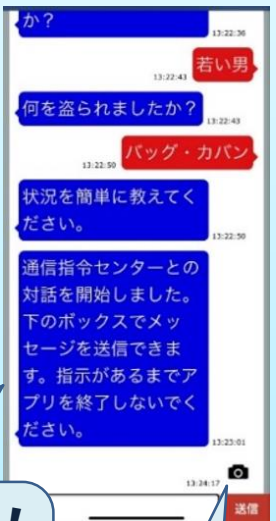 か？
13:22:36
若い男
13:22:43
何を盗られましたか？
13:22:43
バッグ・カバン
13:22:50
状況を簡単に教えてく
ださい。
13:22:50
通信指令センターとの
対話を開始しました。
下のボックスでメッ
セージを送信できま
す。指示があるまでア
プリを終了しないでく
ださい。
13:23:01
13:24:17
送信
！